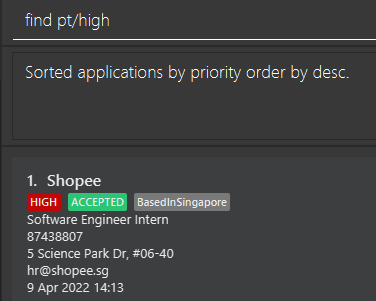 find pt/high
Sorted applications by priority order by desc.
1. Shopee
HIGH ACCEPTED BasedInSingapore
Software Engineer Intern
87438807
5 Science Park Dr, #06-40
hr@shopee.sg
9 Apr 2022 14:13